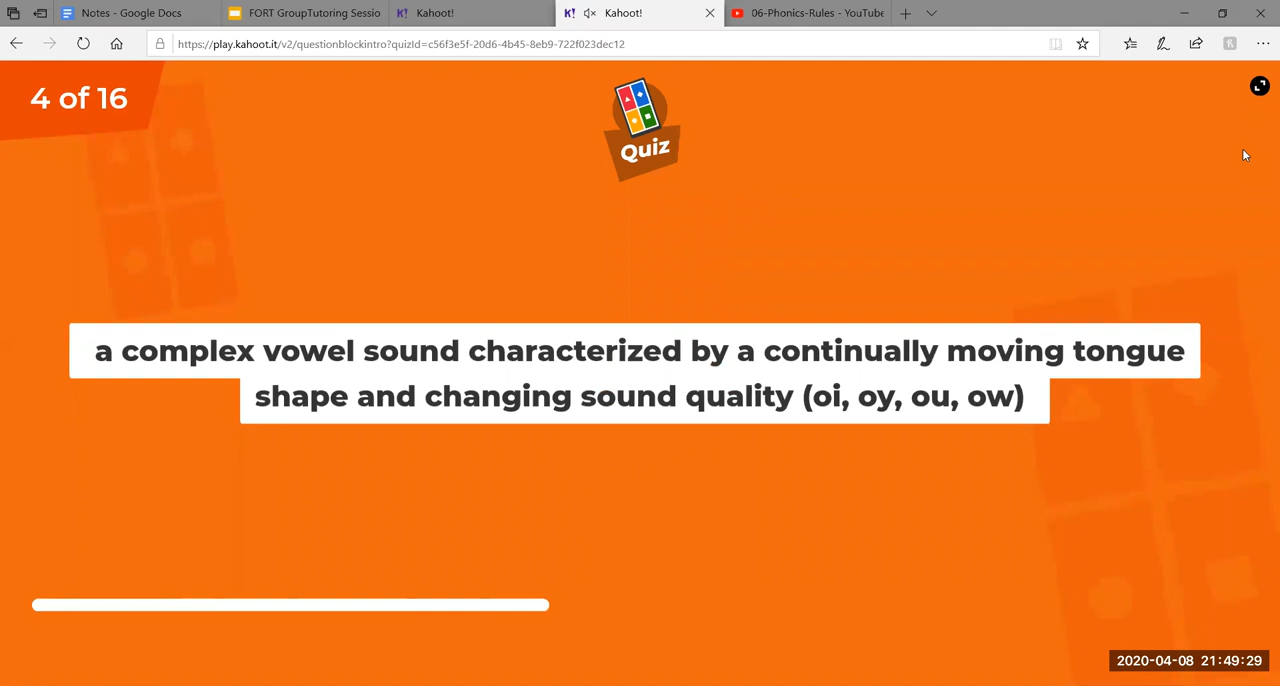 Notes - Google Docs
FORT GroupTutoring Sessio
Kahoot!
Kahoot!
06-Phonics-Rules - YouTube
https://play.kahoot.it/v2/questionblockintro?quizId=c56f3e5f-20d6-4b45-8eb9-722f023dec12
4 of 16
Quiz
a complex vowel sound characterized by a continually moving tongue
shape and changing sound quality (oi, oy, ou, ow)
2020-04-08 21:49:29